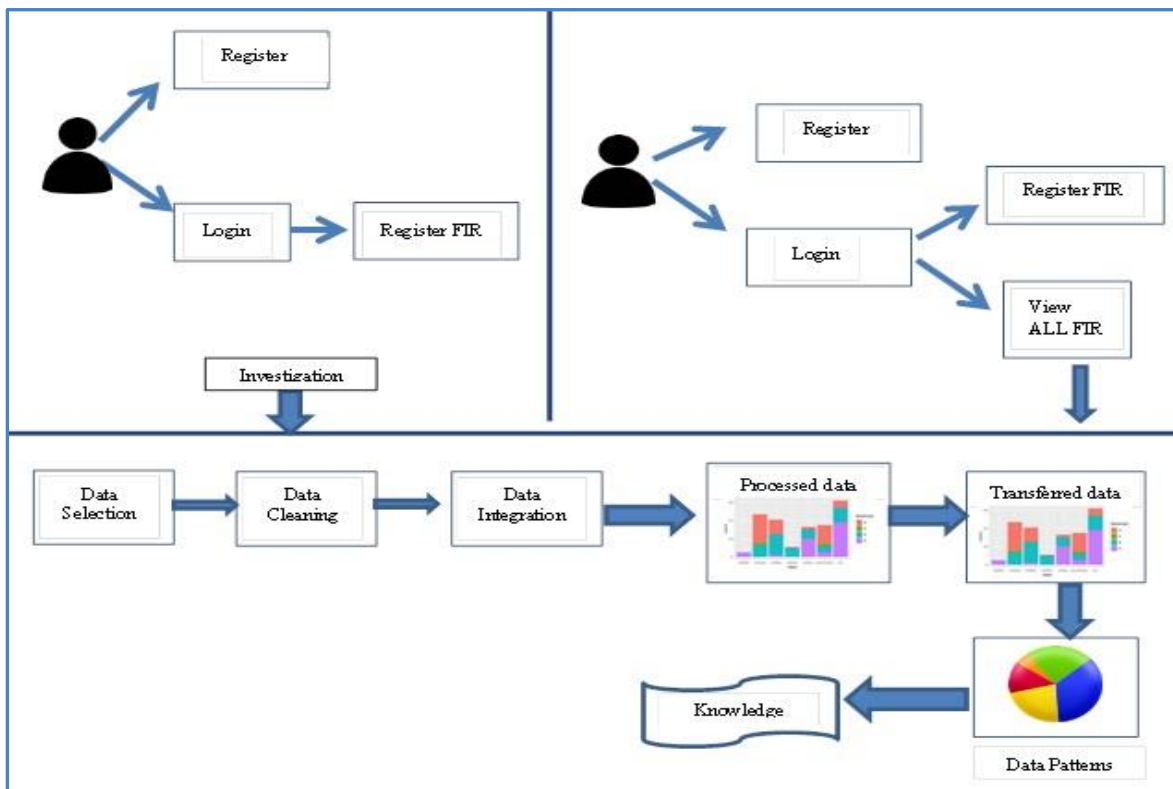 Register
Login
Register FIR
Investigation
Register
Login
Register FIR
View
ALL FIR
Data
Selection
Data
Cleaning
Data
Integration
Processed data
Transferred data
Knowledge
Data Patterns